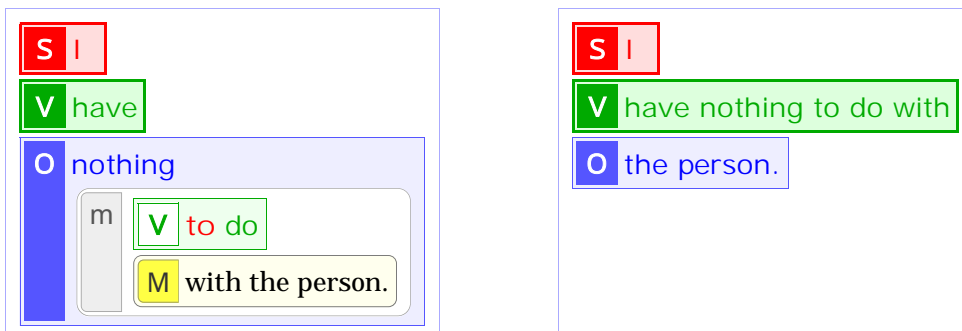 S I
V have
O nothing
m V to do
M with the person.
S I
V have nothing to do with
O the person.